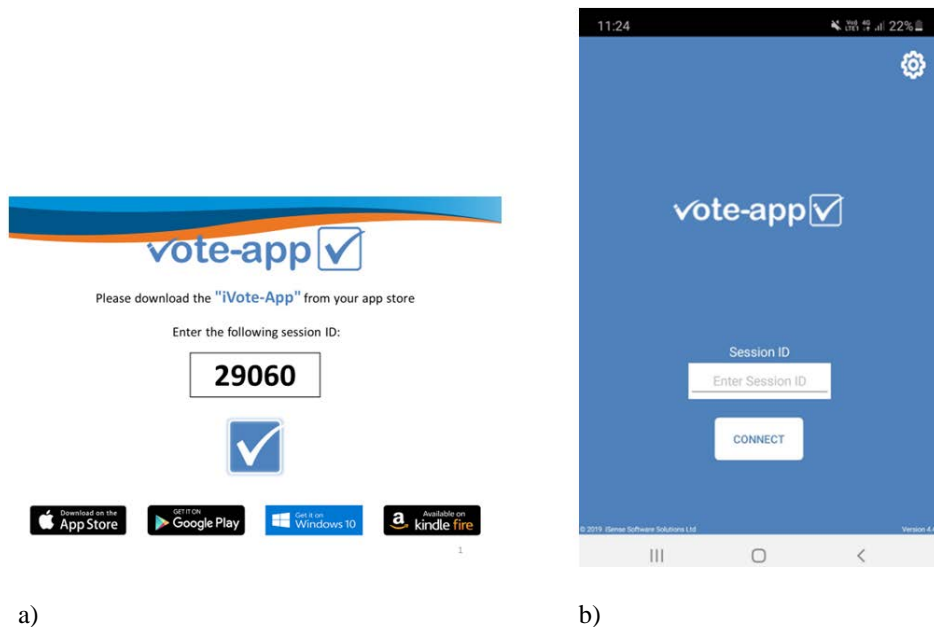 vote-app
Please download the "iVote-App" from your app store
Enter the following session ID:
29060
Download on the
App Store
GET IT ON
Google Play
Get it on
Windows 10
a
Available on
kindle fire
1
a)
11:24
22%
vote-app
Session ID
Enter Session ID
CONNECT
© 2019 iSense Software Solutions Ltd
b)